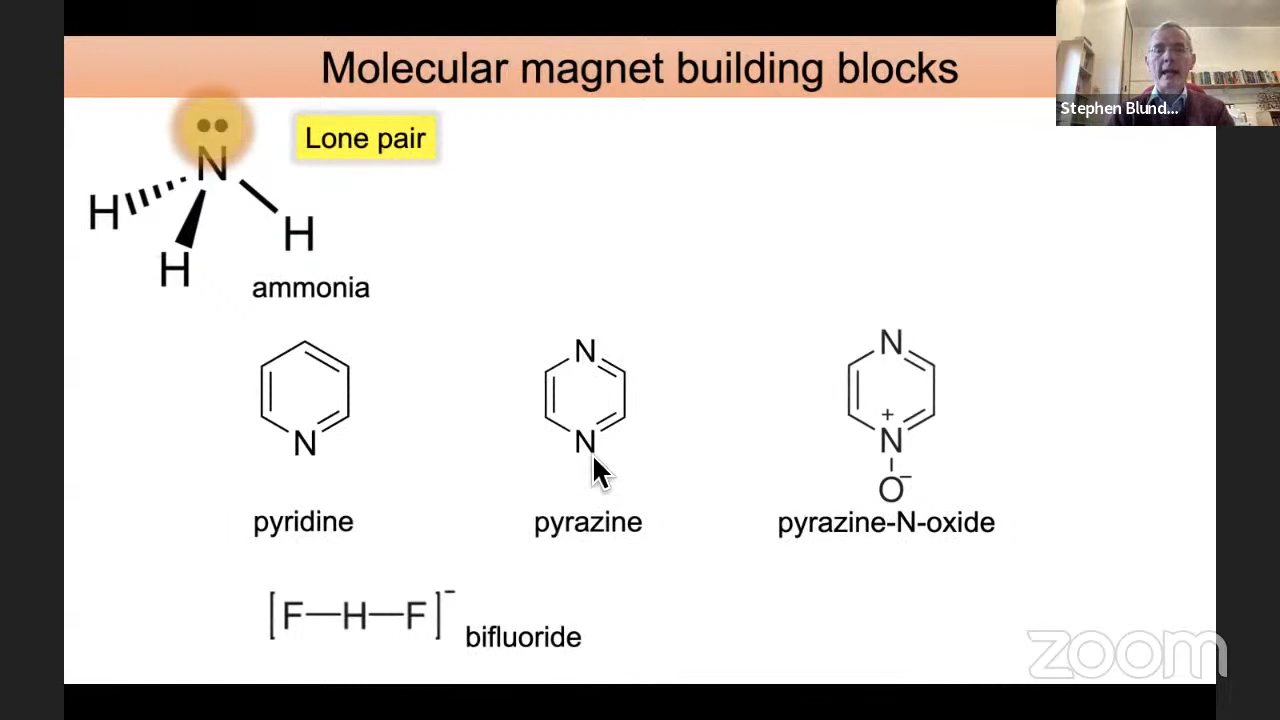 Molecular magnet building blocks
Stephen Blund...
Lone pair
N
H
H
H
ammonia
N
N
N
N
+
N
O−
pyridine
pyrazine
pyrazine-N-oxide
[F—H—F]−
bifluoride
zoom